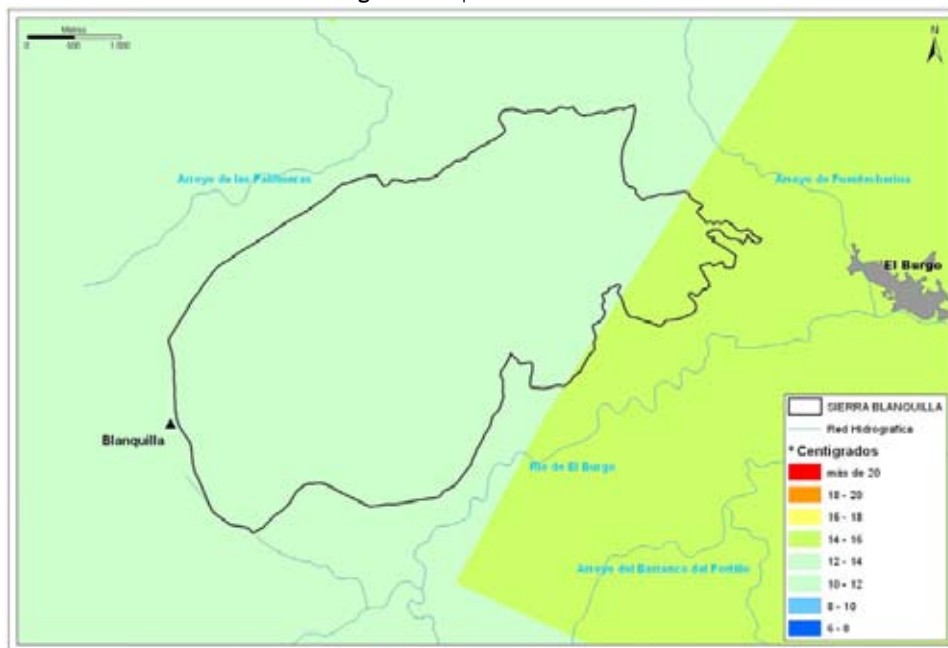 Metros
0 500 1 000
N
Arroyo de las Palomeras
Arroyo de Fuentesherina
El Burgo
Blanquilla
Río de El Burgo
Arroyo del Barranco del Portillo
SIERRA BLANQUILLA
Red Hidrográfica
º Centigrados
más de 20
18 - 20
16 - 18
14 - 16
12 - 14
10 - 12
8 - 10
6 - 8